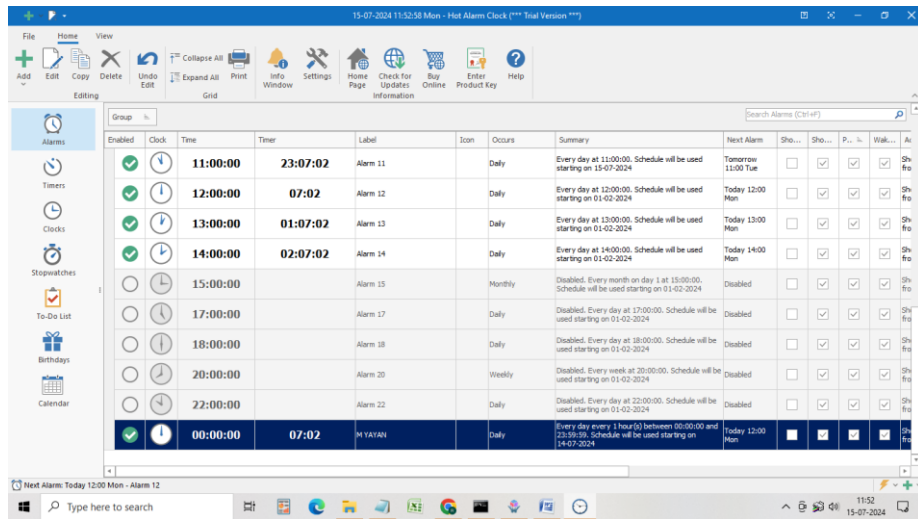 15-07-2024 11:52:58 Mon - Hot Alarm Clock (*** Trial Version ***)
File Home View
Add Edit Copy Delete Undo Edit Collapse All Expand All Print Info Window Settings Home Page Check for Updates Buy Online Enter Product Key Help
Editing Grid Information
Group
Search Alarms (Ctrl+F)
Alarms
Timers
Clocks
Stopwatches
To-Do List
Birthdays
Calendar
Enabled Clock Time Timer Label Icon Occurs Summary Next Alarm Sho... Sho... P... Wak...
11:00:00 23:07:02 Alarm 11 Daily Every day at 11:00:00. Schedule will be used Tomorrow
starting on 15-07-2024 11:00 Tue
12:00:00 07:02 Alarm 12 Daily Every day at 12:00:00. Schedule will be used Today 12:00
starting on 01-02-2024 Mon
13:00:00 01:07:02 Alarm 13 Daily Every day at 13:00:00. Schedule will be used Today 13:00
starting on 01-02-2024 Mon
14:00:00 02:07:02 Alarm 14 Daily Every day at 14:00:00. Schedule will be used Today 14:00
starting on 01-02-2024 Mon
15:00:00 Alarm 15 Monthly Disabled. Every month on day 1 at 15:00:00. Disabled
Schedule will be used starting on 01-02-2024
17:00:00 Alarm 17 Daily Disabled. Every day at 17:00:00. Schedule will be Disabled
used starting on 01-02-2024
18:00:00 Alarm 18 Daily Disabled. Every day at 18:00:00. Schedule will be Disabled
used starting on 01-02-2024
20:00:00 Alarm 20 Weekly Disabled. Every week at 20:00:00. Schedule will be Disabled
used starting on 01-02-2024
22:00:00 Alarm 22 Daily Disabled. Every day at 22:00:00. Schedule will be Disabled
used starting on 01-02-2024
00:00:00 07:02 M YAYAN Daily Every day every 1 hour(s) between 00:00:00 and Today 12:00
23:59:59. Schedule will be used starting on Mon
14-07-2024
Next Alarm: Today 12:00 Mon - Alarm 12
Type here to search
11:52
15-07-2024